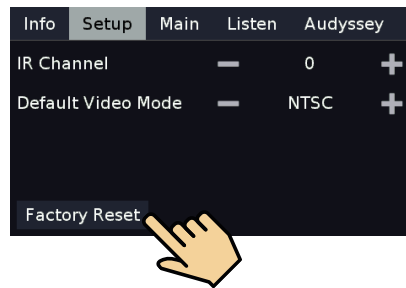 Info Setup Main Listen Audyssey
IR Channel 0
Default Video Mode NTSC
Factory Reset